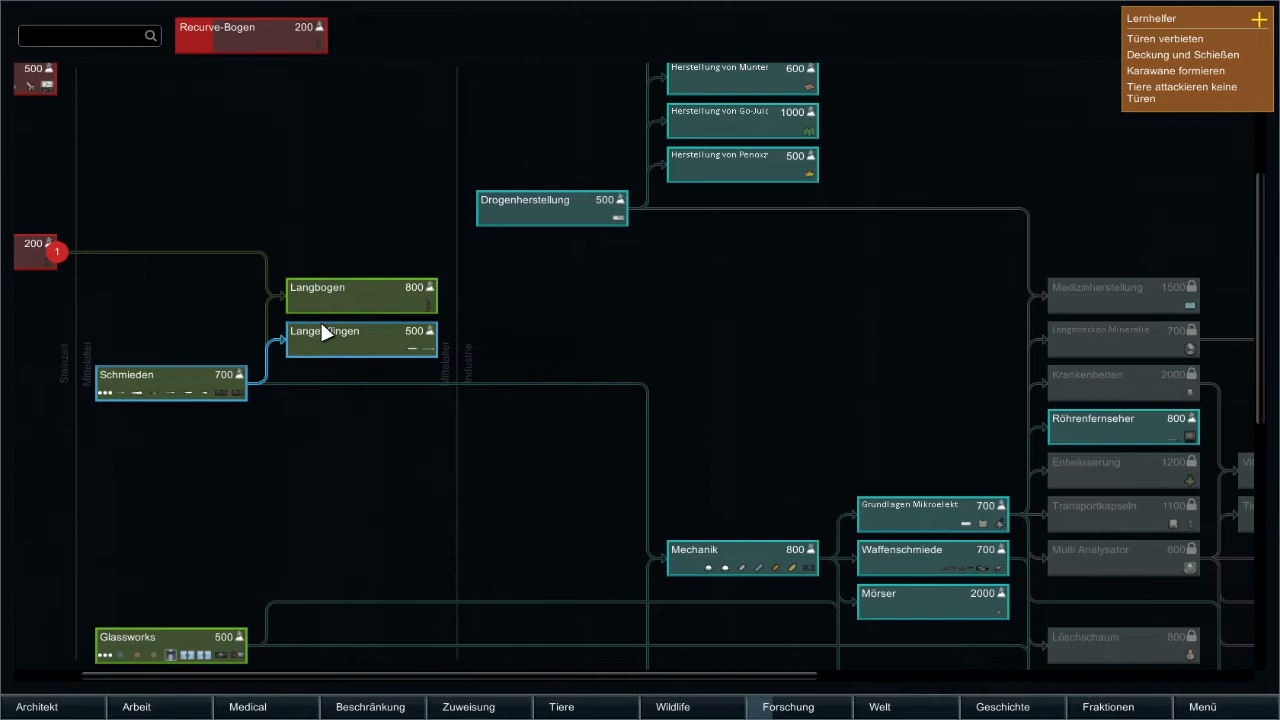 Recurve-Bogen 200
Lernhelfer
Türen verbieten
Deckung und Schießen
Karawane formieren
Tiere attackieren keine
Türen
500
Herstellung von Munter 600
Herstellung von Go-Juic 1000
Herstellung von Penoxz 500
Drogenherstellung 500
200
1
Langbogen 800
Medizinherstellung 1500
Lange 500
Langstrecken Mineralie 700
Steinzeit
Mittelalter
Mittelalter
Industrie
Schmieden 700
Krankenbetten 2000
Röhrenfernseher 800
Entwässerung 1200
Grundlagen Mikroelekt 700
Transportkapseln 1100
Mechanik 800
Waffenschmiede 700
Multi Analysator 800
Mörser 2000
Glassworks 500
Löschschaum 800
Architekt
Arbeit
Medical
Beschränkung
Zuweisung
Tiere
Wildlife
Forschung
Welt
Geschichte
Fraktionen
Menü